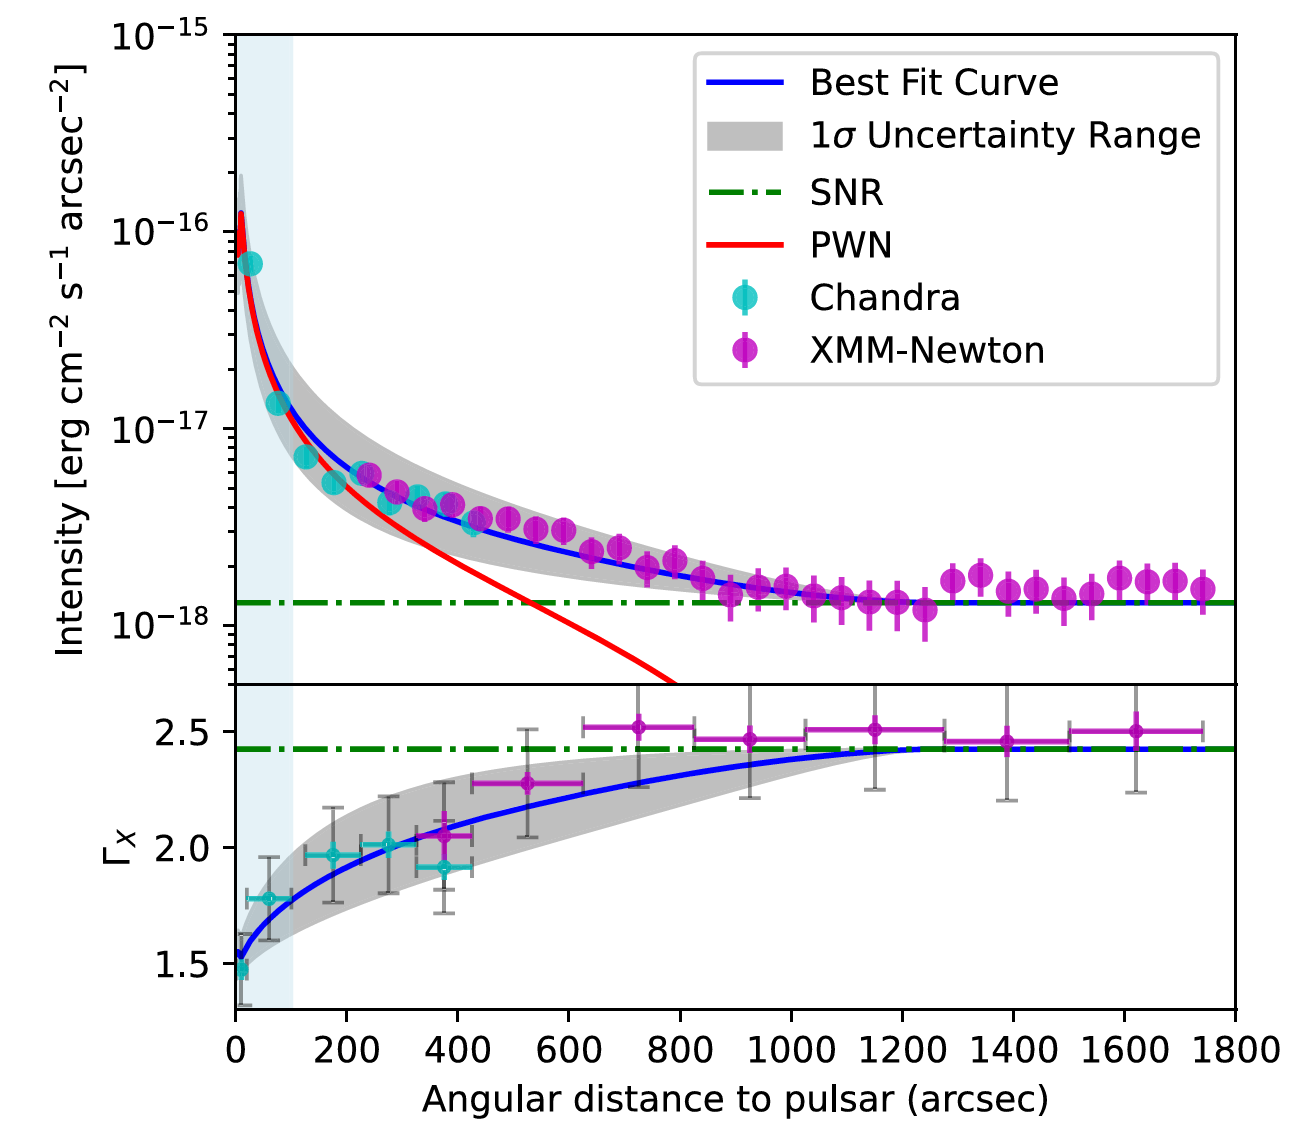 10⁻¹⁵
10⁻¹⁶
10⁻¹⁷
10⁻¹⁸
Intensity [erg cm⁻² s⁻¹ arcsec⁻²]
Best Fit Curve
1σ Uncertainty Range
SNR
PWN
Chandra
XMM-Newton
2.5
2.0
1.5
Γ_X
0 200 400 600 800 1000 1200 1400 1600 1800
Angular distance to pulsar (arcsec)